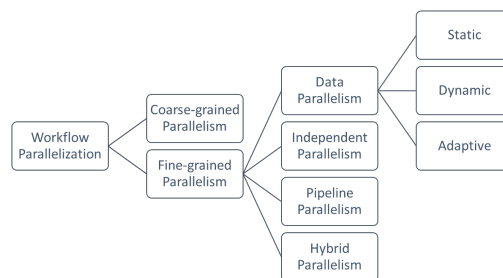 Workflow
Parallelization
Coarse-grained
Parallelism
Fine-grained
Parallelism
Data
Parallelism
Independent
Parallelism
Pipeline
Parallelism
Hybrid
Parallelism
Static
Dynamic
Adaptive